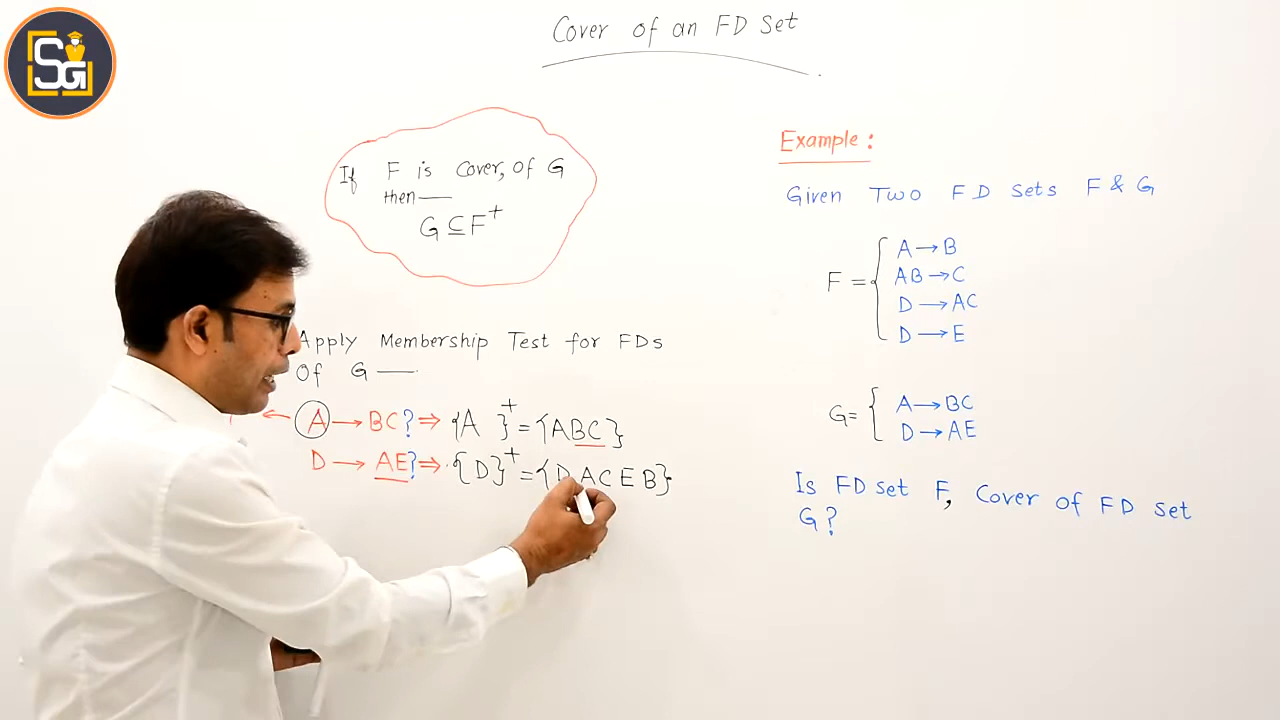 SG
Cover of an FD Set
If F is Cover, Of G
then —
G ⊆ F⁺
Apply Membership Test for FDs
Of G —
A → BC? ⇒ {A }⁺ = {ABC}
D → AE? ⇒ {D}⁺ = {DACEB}
Example:
Given Two FD Sets F & G
F = {
A → B
AB → C
D → AC
D → E
G = {
A → BC
D → AE
Is FD set F, Cover of FD set
G?